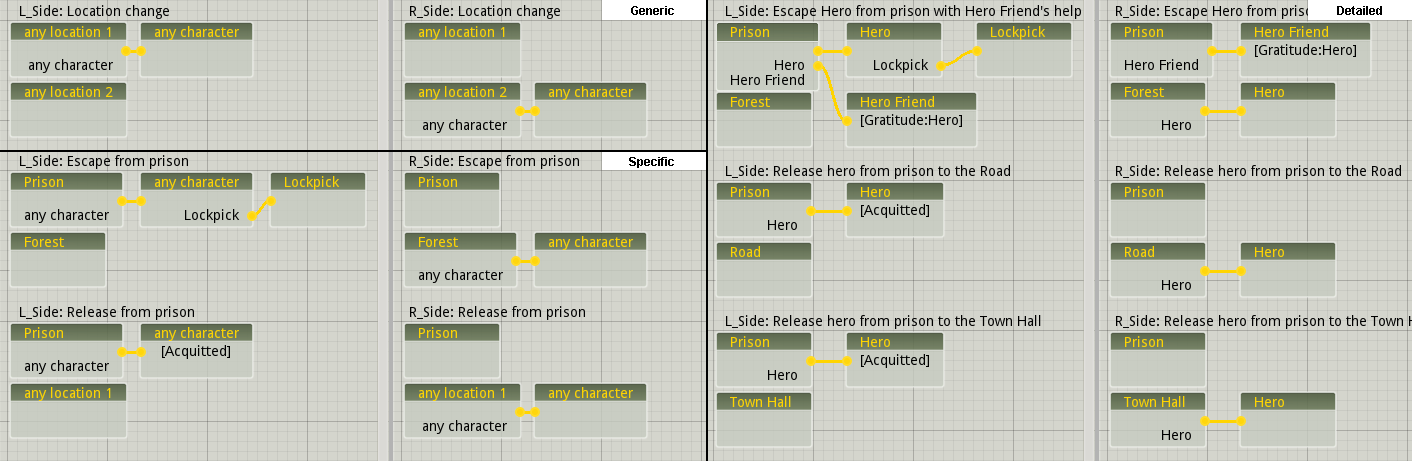 L_Side: Location change
any location 1
any character
any character
any location 2
R_Side: Location change
Generic
any location 1
any location 2
any character
any character
L_Side: Escape from prison
Prison
any character
Lockpick
any character
Lockpick
Forest
R_Side: Escape from prison
Specific
Prison
Forest
any character
any character
L_Side: Release from prison
Prison
any character
[Acquitted]
any character
any location 1
R_Side: Release from prison
Prison
any location 1
any character
any character
L_Side: Escape Hero from prison with Hero Friend's help
Prison
Hero
Lockpick
Hero
Lockpick
Hero Friend
Forest
Hero Friend
[Gratitude:Hero]
R_Side: Escape Hero from
Detailed
Prison
Hero Friend
[Gratitude:Hero]
Hero Friend
Forest
Hero
Hero
L_Side: Release hero from prison to the Road
Prison
Hero
[Acquitted]
Hero
Road
R_Side: Release hero from prison to the Road
Prison
Road
Hero
Hero
L_Side: Release hero from prison to the Town Hall
Prison
Hero
[Acquitted]
Hero
Town Hall
R_Side: Release hero from prison to the Town
Prison
Town Hall
Hero
Hero